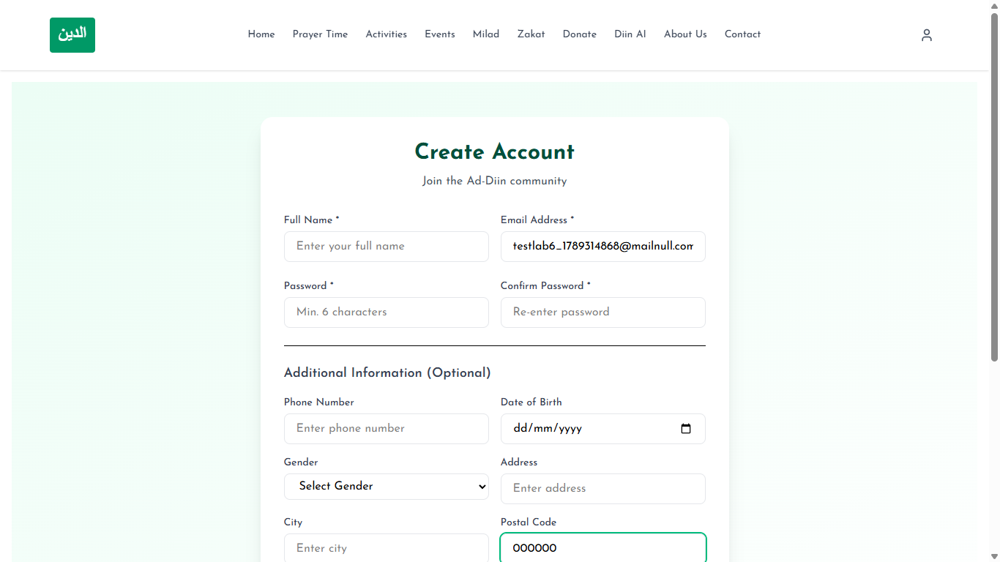 الدين
Home Prayer Time Activities Events Milad Zakat Donate Diin AI About Us Contact
Create Account
Join the Ad-Diin community
Full Name * Email Address *
Enter your full name testlab6_1789314868@mailnull.com
Password * Confirm Password *
Min. 6 characters Re-enter password
Additional Information (Optional)
Phone Number Date of Birth
Enter phone number dd/mm/yyyy
Gender Address
Select Gender Enter address
City Postal Code
Enter city 000000